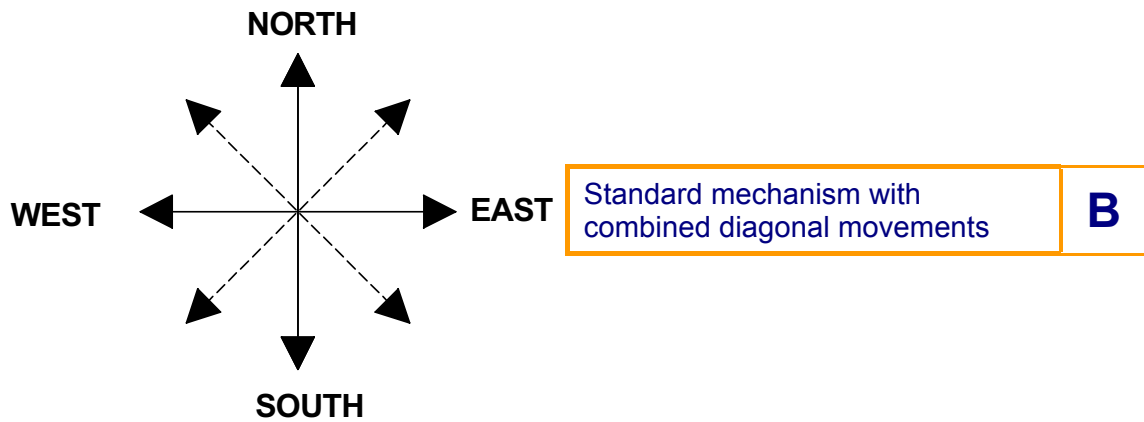 NORTH
WEST
EAST
Standard mechanism with
combined diagonal movements
B
SOUTH